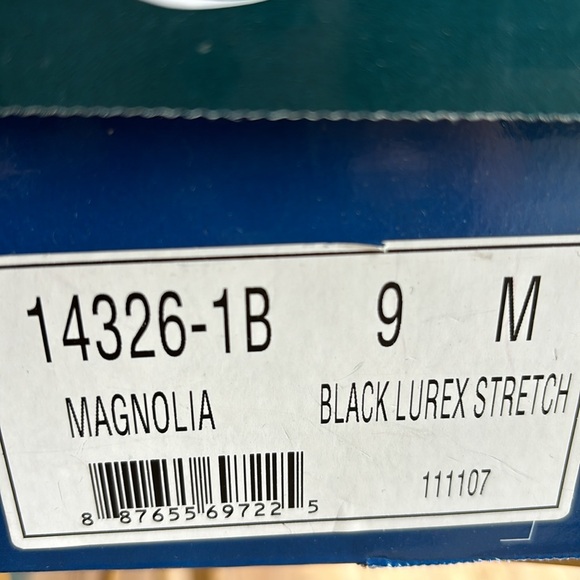 14326-1B 9 M
MAGNOLIA BLACK LUREX STRETCH
8 87655 69722 5 111107